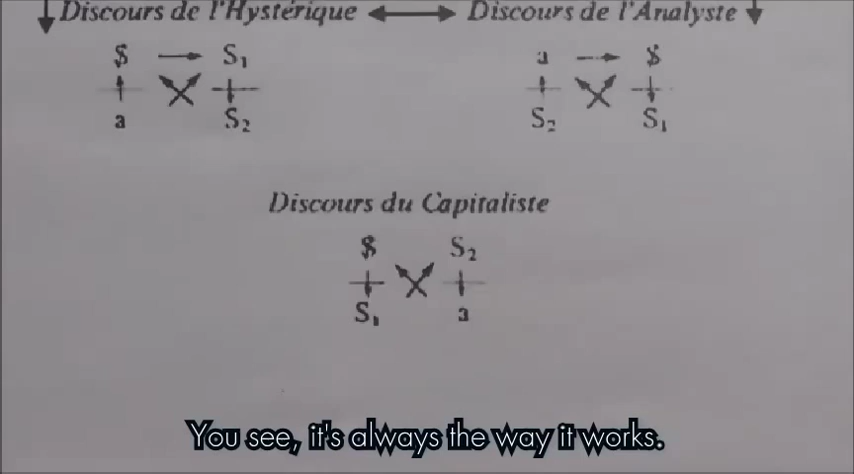 Discours de l'Hystérique ⟷ Discours de l'Analyste
$ → S₁ a → $
a S₂ S₂ S₁
Discours du Capitaliste
$ S₂
S₁ a
You see, it's always the way it works.